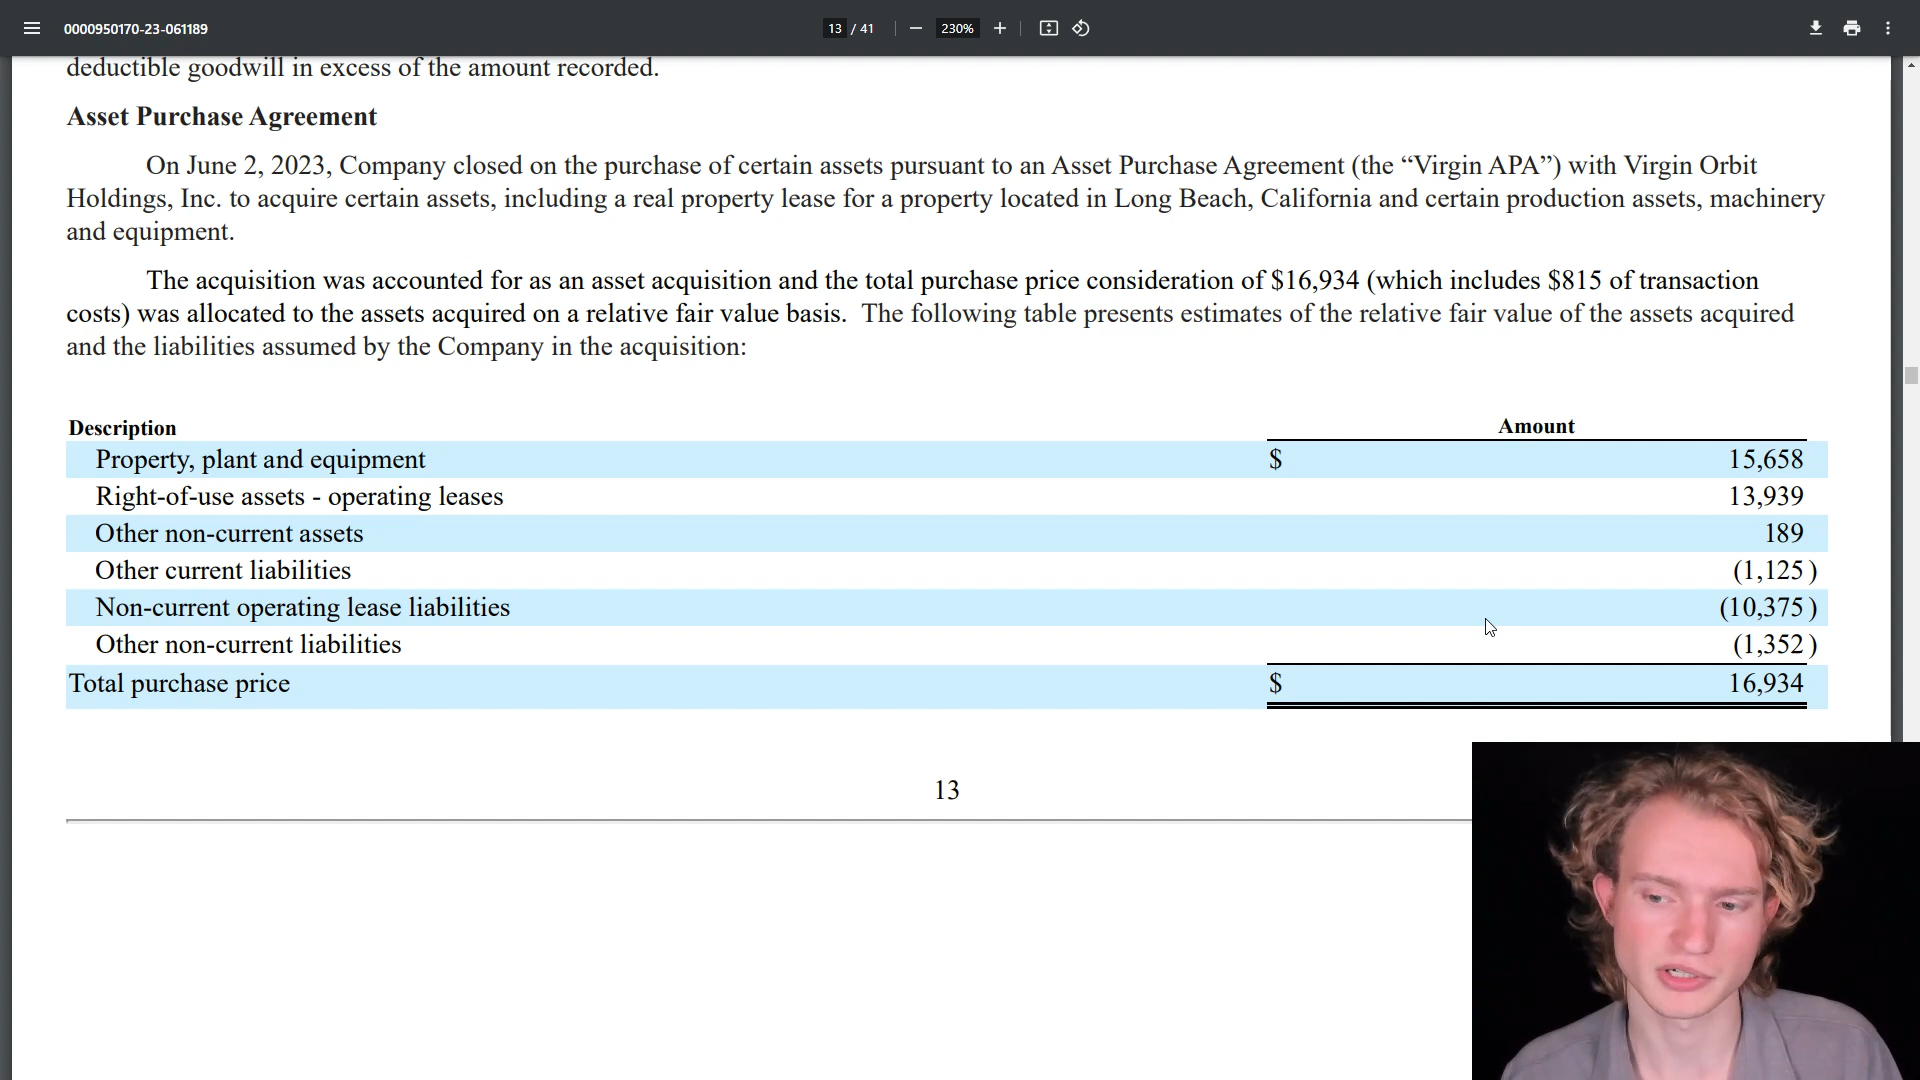 0000950170-23-061189
13 / 41
230%
deductible goodwill in excess of the amount recorded.
Asset Purchase Agreement
On June 2, 2023, Company closed on the purchase of certain assets pursuant to an Asset Purchase Agreement (the “Virgin APA”) with Virgin Orbit
Holdings, Inc. to acquire certain assets, including a real property lease for a property located in Long Beach, California and certain production assets, machinery
and equipment.
The acquisition was accounted for as an asset acquisition and the total purchase price consideration of $16,934 (which includes $815 of transaction
costs) was allocated to the assets acquired on a relative fair value basis. The following table presents estimates of the relative fair value of the assets acquired
and the liabilities assumed by the Company in the acquisition:
Description Amount
Property, plant and equipment $ 15,658
Right-of-use assets - operating leases 13,939
Other non-current assets 189
Other current liabilities (1,125)
Non-current operating lease liabilities (10,375)
Other non-current liabilities (1,352)
Total purchase price $ 16,934
13